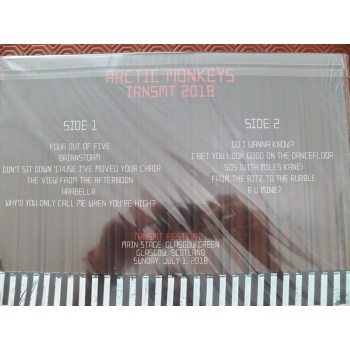 ARCTIC MONKEYS
TRNSMT 2018
SIDE 1
FOUR OUT OF FIVE
BRIANSTORM
DON'T SIT DOWN 'CAUSE I'VE MOVED YOUR CHAIR
THE VIEW FROM THE AFTERNOON
ARABELLA
WHY'D YOU ONLY CALL ME WHEN YOU'RE HIGH?
SIDE 2
DO I WANNA KNOW?
I BET YOU LOOK GOOD ON THE DANCEFLOOR
505 (WITH MILES KANE)
FROM THE RITZ TO THE RUBBLE
R U MINE?
TRNSMT FESTIVAL
MAIN STAGE, GLASGOW GREEN
GLASGOW, SCOTLAND
SUNDAY, JULY 1, 2018